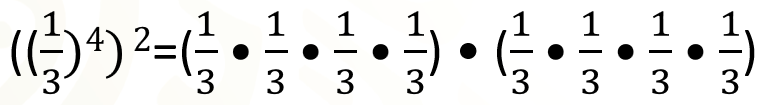 ((1/3)^4)^2=(1/3 • 1/3 • 1/3 • 1/3) • (1/3 • 1/3 • 1/3 • 1/3)